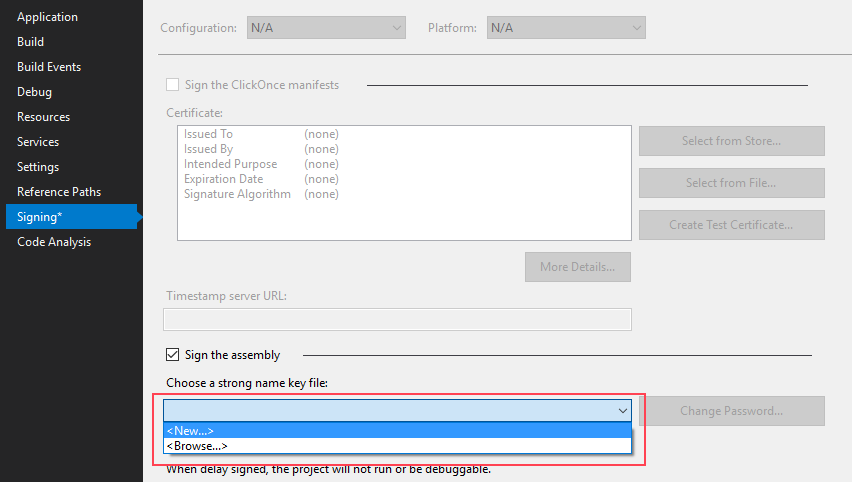 Application
Build
Build Events
Debug
Resources
Services
Settings
Reference Paths
Signing*
Code Analysis
Configuration: N/A Platform: N/A
Sign the ClickOnce manifests
Certificate:
Issued To (none)
Issued By (none)
Intended Purpose (none)
Expiration Date (none)
Signature Algorithm (none)
Select from Store...
Select from File...
Create Test Certificate...
More Details...
Timestamp server URL:
Sign the assembly
Choose a strong name key file:
Change Password...
<New...>
<Browse...>
When delay signed, the project will not run or be debuggable.